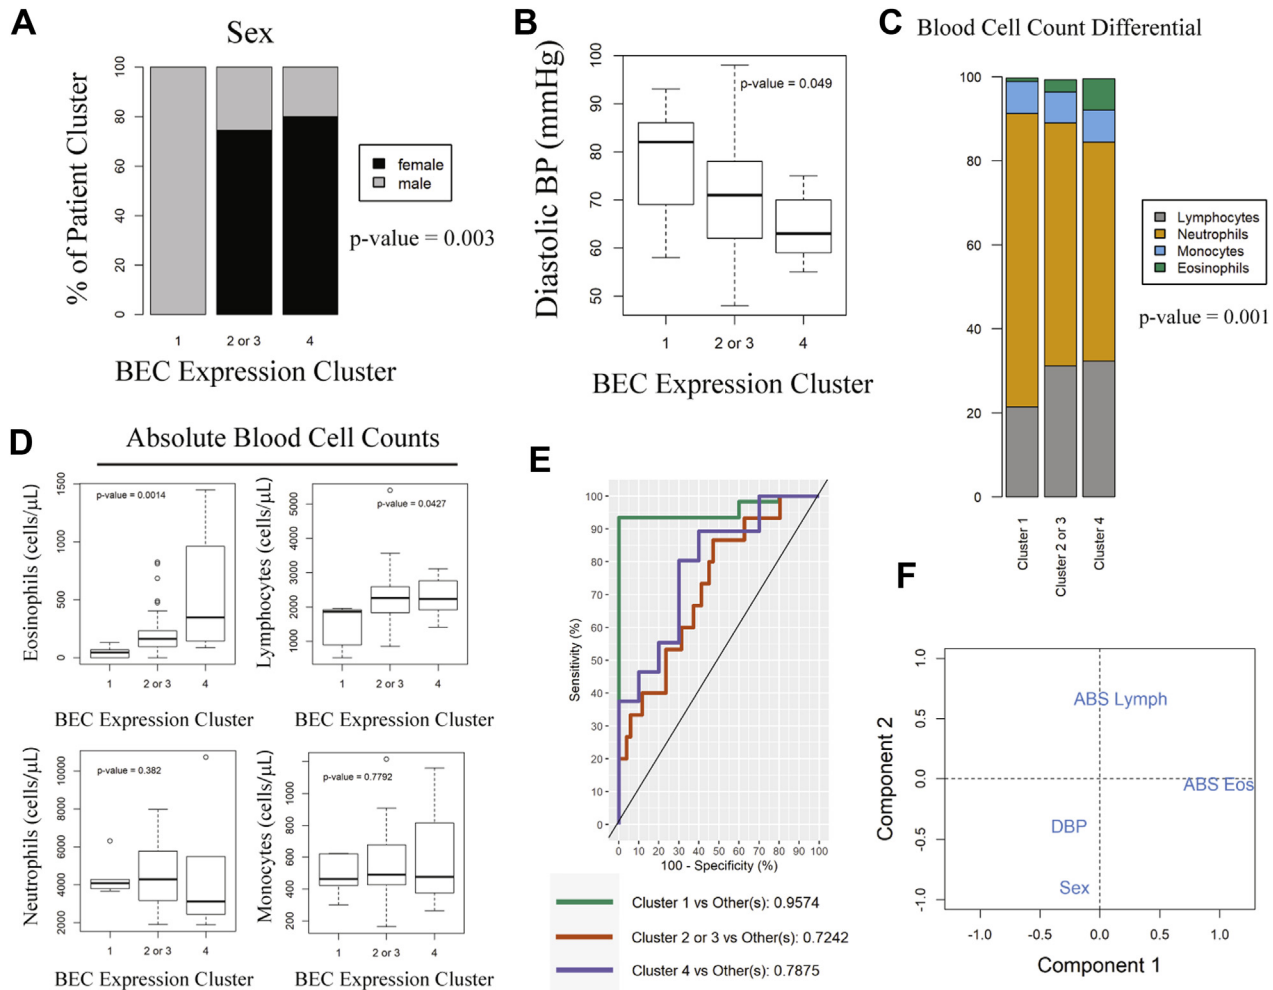 A
Sex
% of Patient Cluster
100
80
60
40
20
0
1
2 or 3
4
BEC Expression Cluster
female
male
p-value = 0.003
B
Diastolic BP (mmHg)
100
90
80
70
60
50
p-value = 0.049
1
2 or 3
4
BEC Expression Cluster
C
Blood Cell Count Differential
100
80
60
40
20
0
Cluster 1
Cluster 2 or 3
Cluster 4
Lymphocytes
Neutrophils
Monocytes
Eosinophils
p-value = 0.001
D
Absolute Blood Cell Counts
Eosinophils (cells/µL)
1500
1000
500
0
p-value = 0.0014
1
2 or 3
4
BEC Expression Cluster
Lymphocytes (cells/µL)
5000
4000
3000
2000
1000
p-value = 0.0427
1
2 or 3
4
BEC Expression Cluster
Neutrophils (cells/µL)
10000
8000
6000
4000
2000
p-value = 0.382
1
2 or 3
4
BEC Expression Cluster
Monocytes (cells/µL)
1000
800
600
400
200
p-value = 0.7792
1
2 or 3
4
BEC Expression Cluster
E
Sensitivity (%)
100
90
80
70
60
50
40
30
20
10
0
0 10 20 30 40 50 60 70 80 90 100
100 - Specificity (%)
Cluster 1 vs Other(s): 0.9574
Cluster 2 or 3 vs Other(s): 0.7242
Cluster 4 vs Other(s): 0.7875
F
Component 2
1.0
0.5
0.0
-0.5
-1.0
ABS Lymph
ABS Eos
DBP
Sex
-1.0 -0.5 0.0 0.5 1.0
Component 1